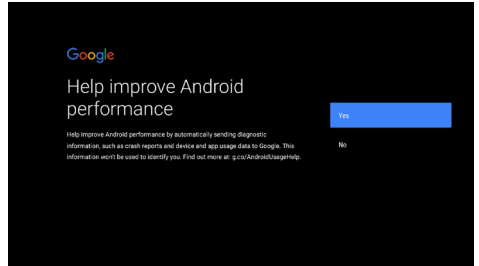 Google
Help improve Android
performance
Help improve Android performance by automatically sending diagnostic
information, such as crash reports and device and app usage data to Google. This
information won't be used to identify you. Find out more at: g.co/AndroidUsageHelp.
Yes
No